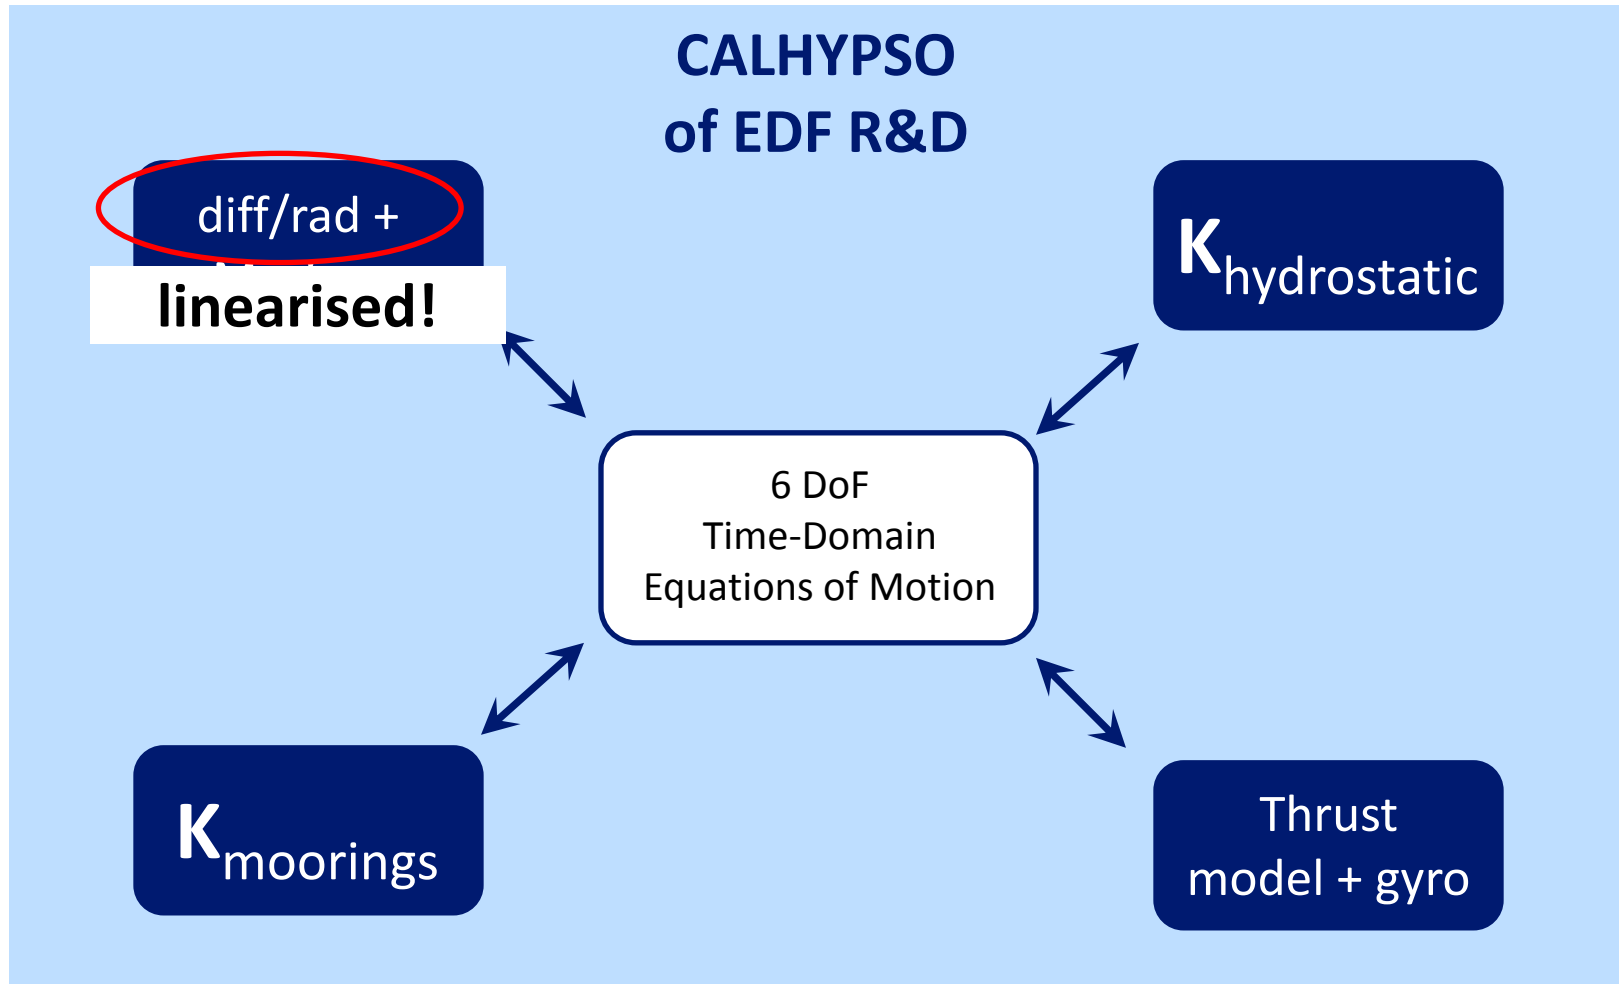 CALHYPSO
of EDF R&D
diff/rad +
linearised!
K hydrostatic
6 DoF
Time-Domain
Equations of Motion
K moorings
Thrust
model + gyro